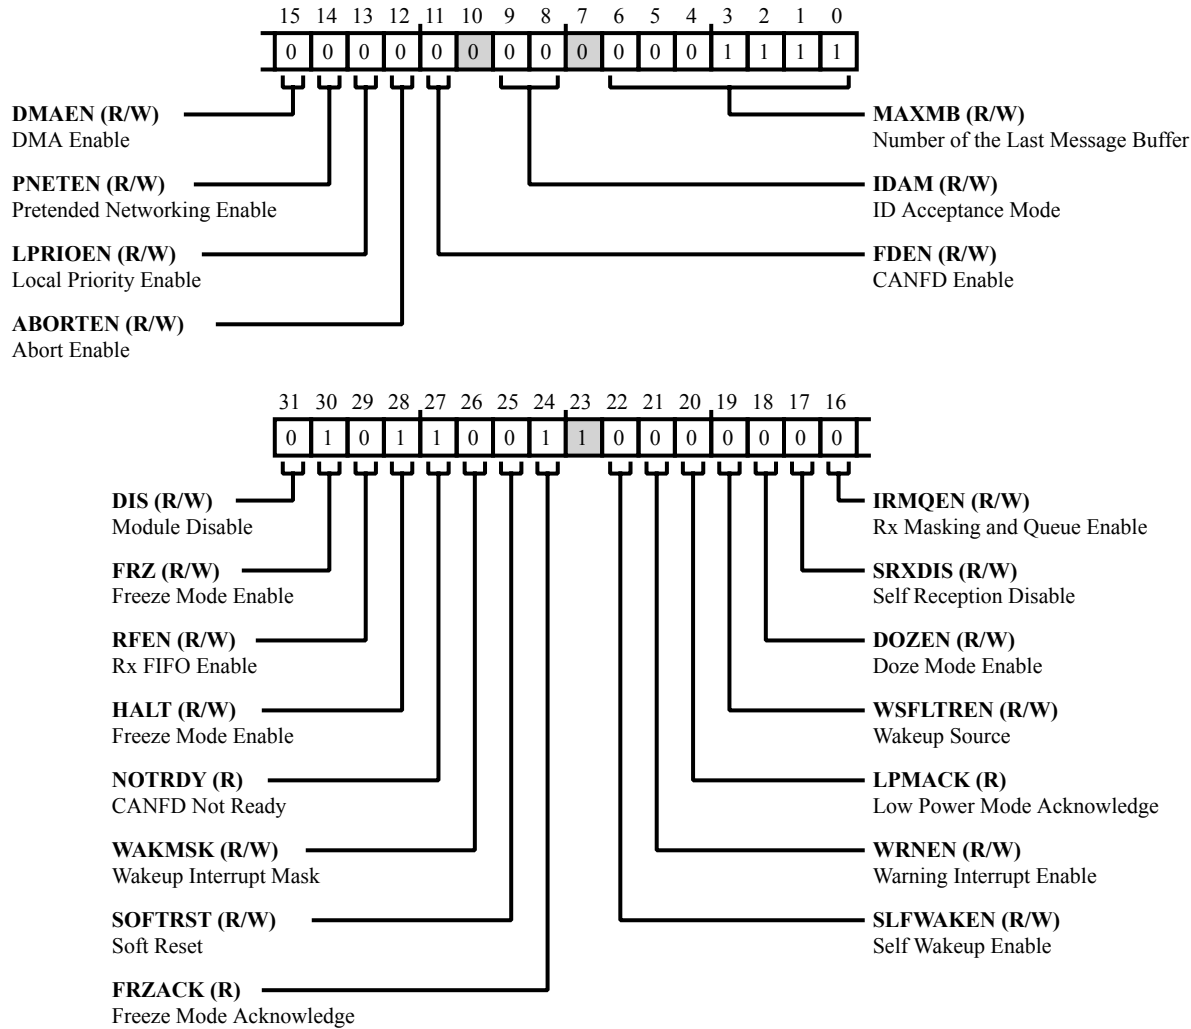 15 14 13 12 11 10 9 8 7 6 5 4 3 2 1 0
0 0 0 0 0 0 0 0 0 0 0 0 1 1 1 1
DMAEN (R/W)
DMA Enable
MAXMB (R/W)
Number of the Last Message Buffer
PNETEN (R/W)
Pretended Networking Enable
IDAM (R/W)
ID Acceptance Mode
LPRIOEN (R/W)
Local Priority Enable
FDEN (R/W)
CANFD Enable
ABORTEN (R/W)
Abort Enable
31 30 29 28 27 26 25 24 23 22 21 20 19 18 17 16
0 1 0 1 1 0 0 1 1 0 0 0 0 0 0 0
DIS (R/W)
Module Disable
IRMQEN (R/W)
Rx Masking and Queue Enable
FRZ (R/W)
Freeze Mode Enable
SRXDIS (R/W)
Self Reception Disable
RFEN (R/W)
Rx FIFO Enable
DOZEN (R/W)
Doze Mode Enable
HALT (R/W)
Freeze Mode Enable
WSFLTREN (R/W)
Wakeup Source
NOTRDY (R)
CANFD Not Ready
LPMACK (R)
Low Power Mode Acknowledge
WAKMSK (R/W)
Wakeup Interrupt Mask
WRNEN (R/W)
Warning Interrupt Enable
SOFTRST (R/W)
Soft Reset
SLFWAKEN (R/W)
Self Wakeup Enable
FRZACK (R)
Freeze Mode Acknowledge